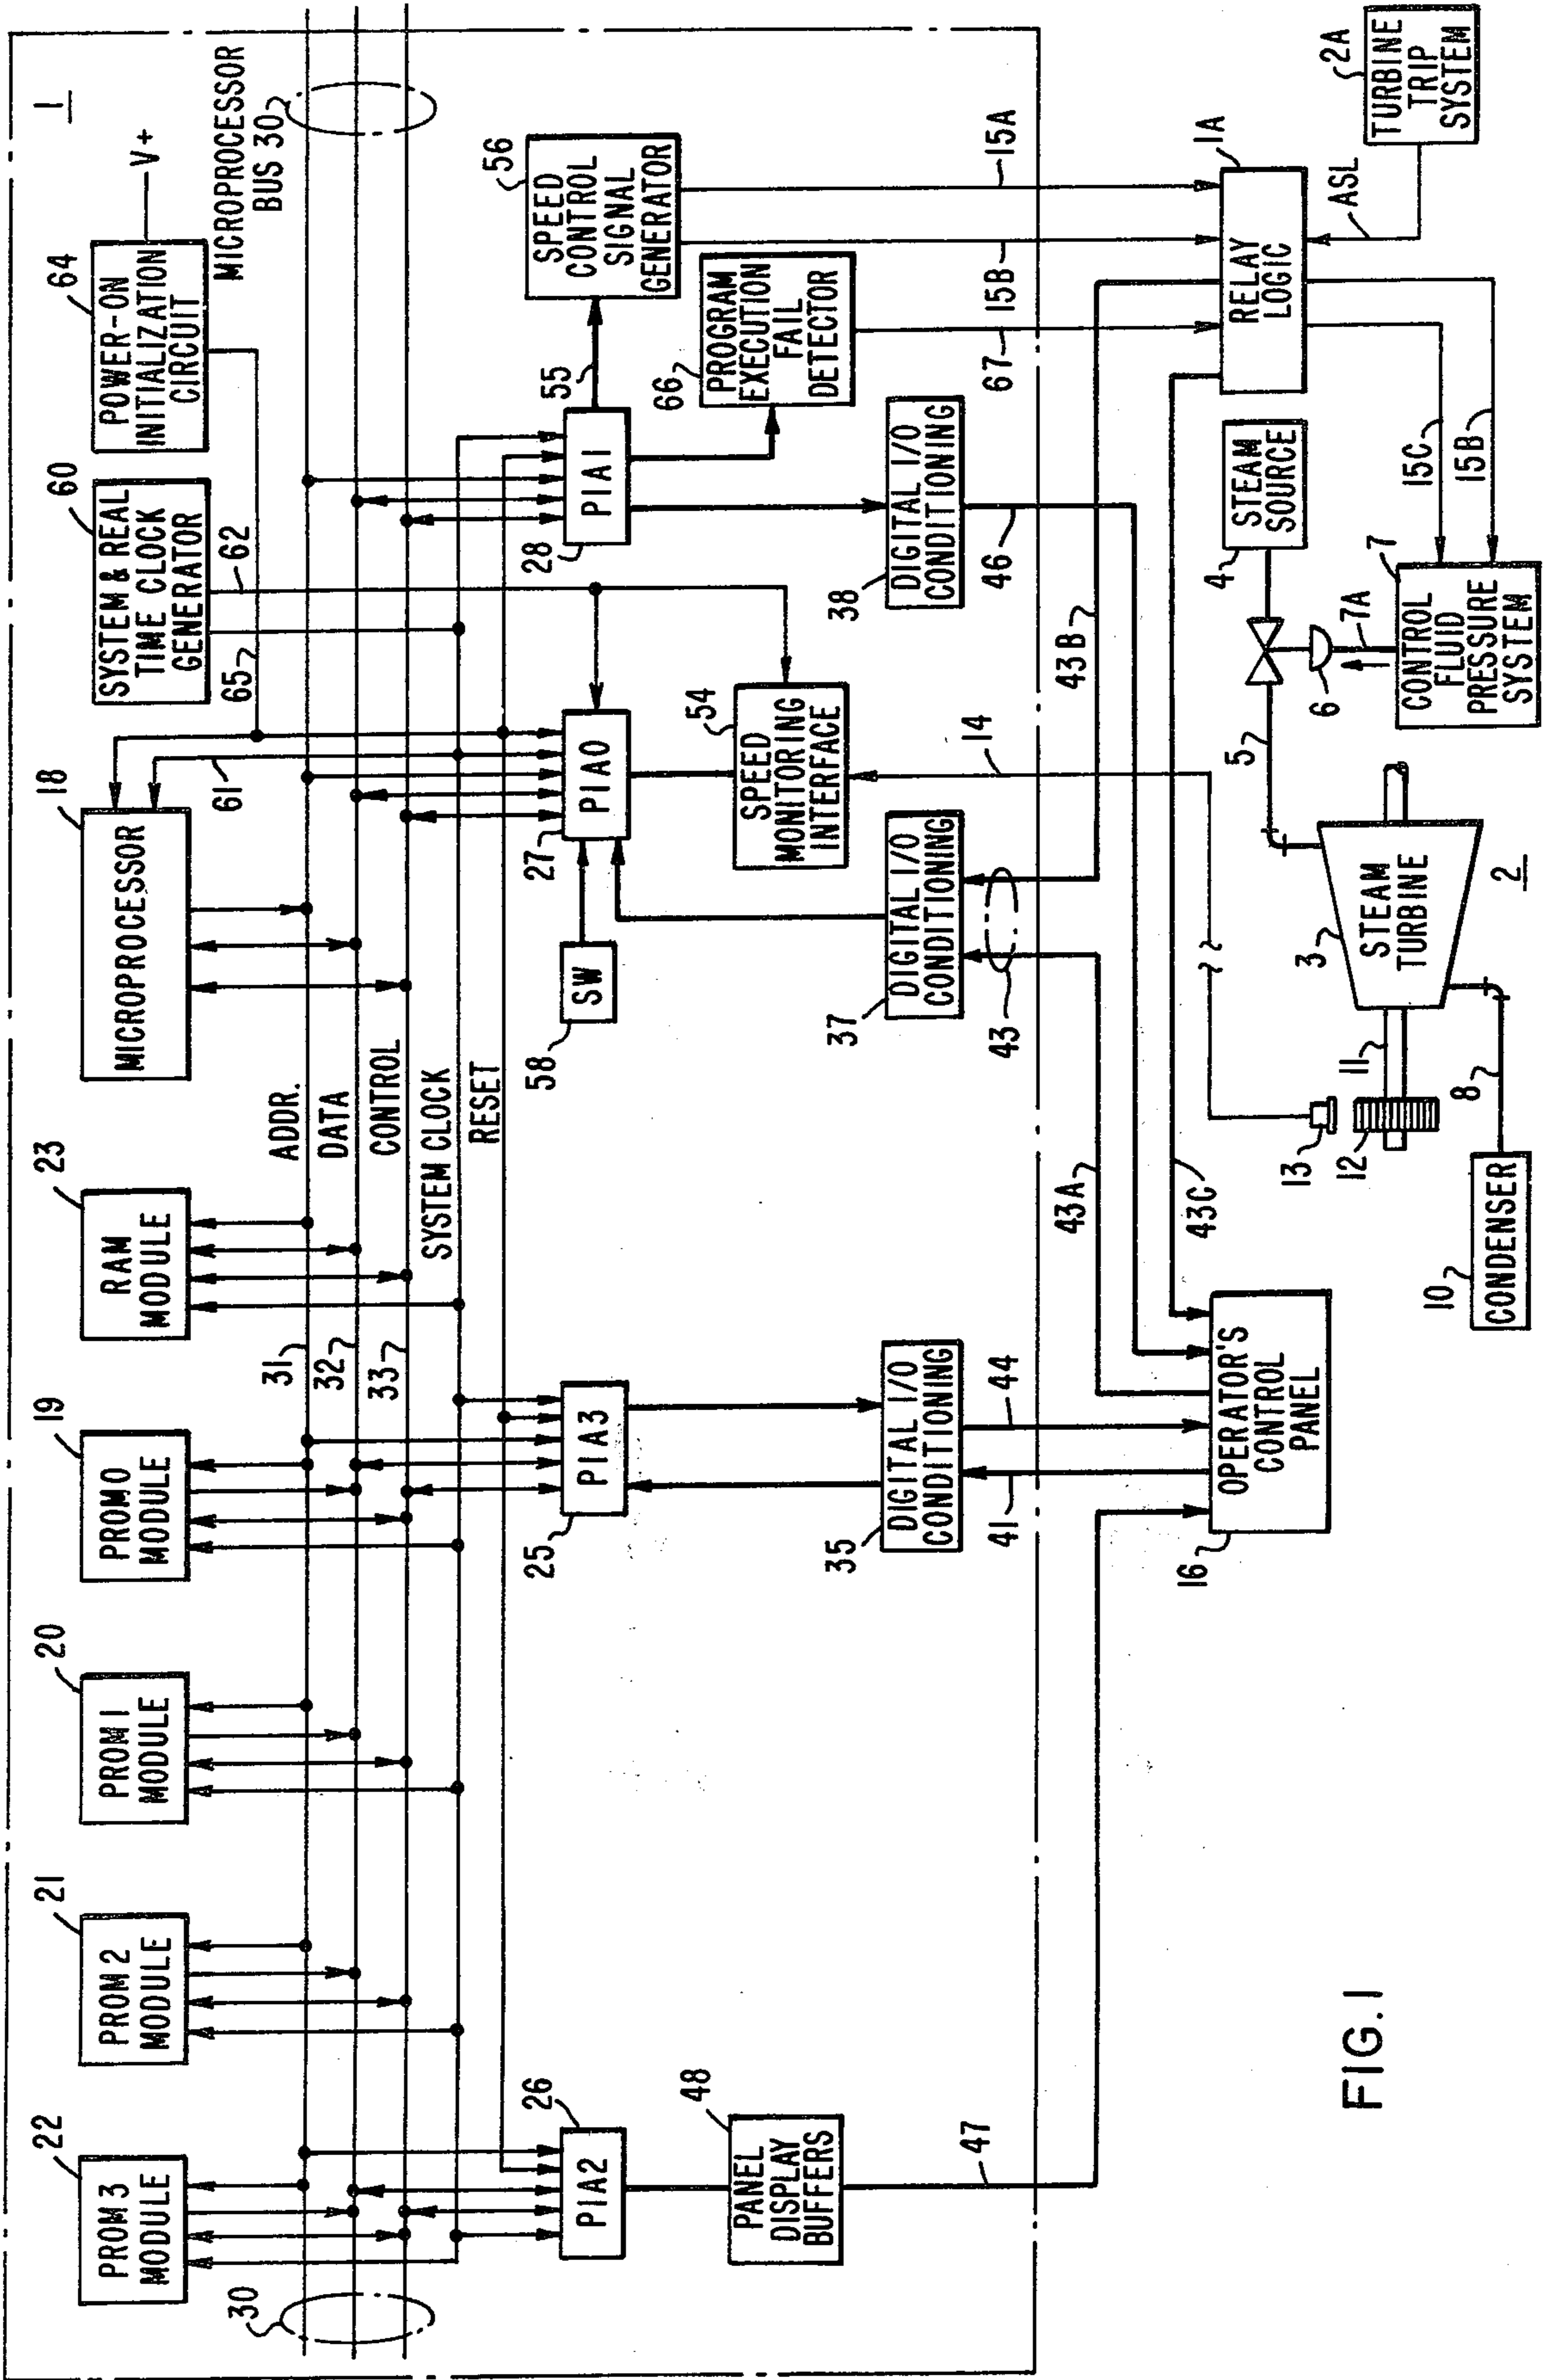 1
22
PROM3
MODULE
21
PROM2
MODULE
20
PROM1
MODULE
19
PROM0
MODULE
23
RAM
MODULE
18
MICROPROCESSOR
60
SYSTEM & REAL
TIME CLOCK
GENERATOR
64
POWER-ON
INITIALIZATION
CIRCUIT
V+
30
31
32
33
ADDR.
DATA
CONTROL
SYSTEM CLOCK
RESET
61
65
62
MICROPROCESSOR
BUS 30
26
PIA2
25
PIA3
58
SW
27
PIA0
28
PIA1
55
56
SPEED
CONTROL
SIGNAL
GENERATOR
48
PANEL
DISPLAY
BUFFERS
54
SPEED
MONITORING
INTERFACE
66
PROGRAM
EXECUTION
FAIL
DETECTOR
35
DIGITAL I/O
CONDITIONING
37
DIGITAL I/O
CONDITIONING
38
DIGITAL I/O
CONDITIONING
47
41
44
43
14
46
67
15B
15A
43A
43B
43C
16
OPERATOR'S
CONTROL
PANEL
1A
RELAY
LOGIC
ASL
2A
TURBINE
TRIP
SYSTEM
13
12
11
3
STEAM
TURBINE
2
5
4
STEAM
SOURCE
6
7A
7
CONTROL
FLUID
PRESSURE
SYSTEM
15C
15B
10
CONDENSER
8
FIG.1